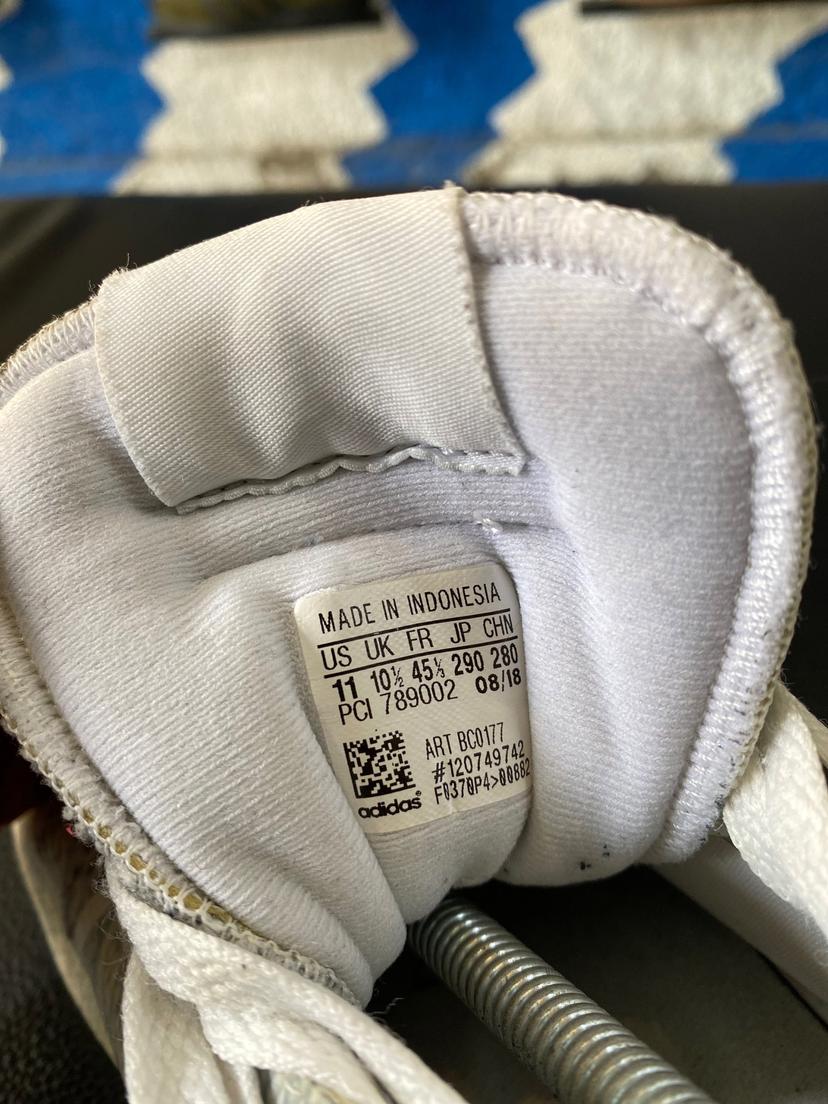 MADE IN INDONESIA
US UK FR JP CHN
11 10½ 45⅓ 290 280
PCI 789002 08/18
ART BC0177
#120749742
F0370P4>00882
adidas®